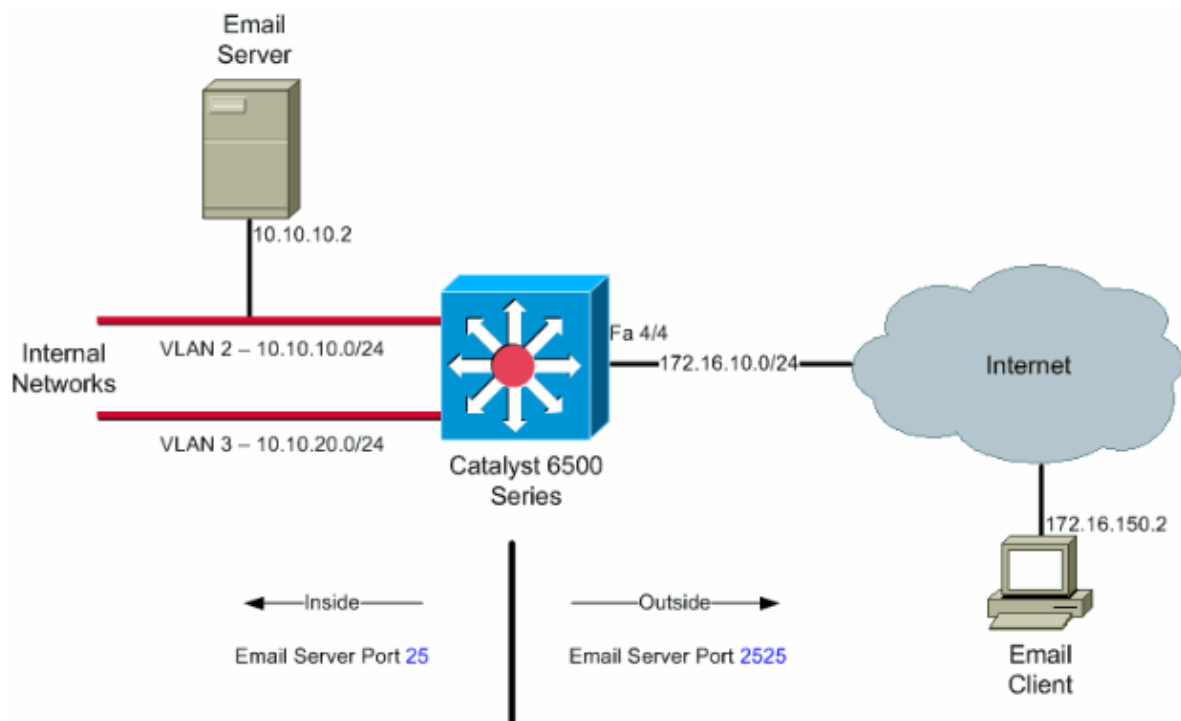 Email
Server
10.10.10.2
Internal
Networks
VLAN 2 – 10.10.10.0/24
VLAN 3 – 10.10.20.0/24
Fa 4/4
172.16.10.0/24
Internet
Catalyst 6500
Series
172.16.150.2
Email
Client
Inside
Outside
Email Server Port 25
Email Server Port 2525